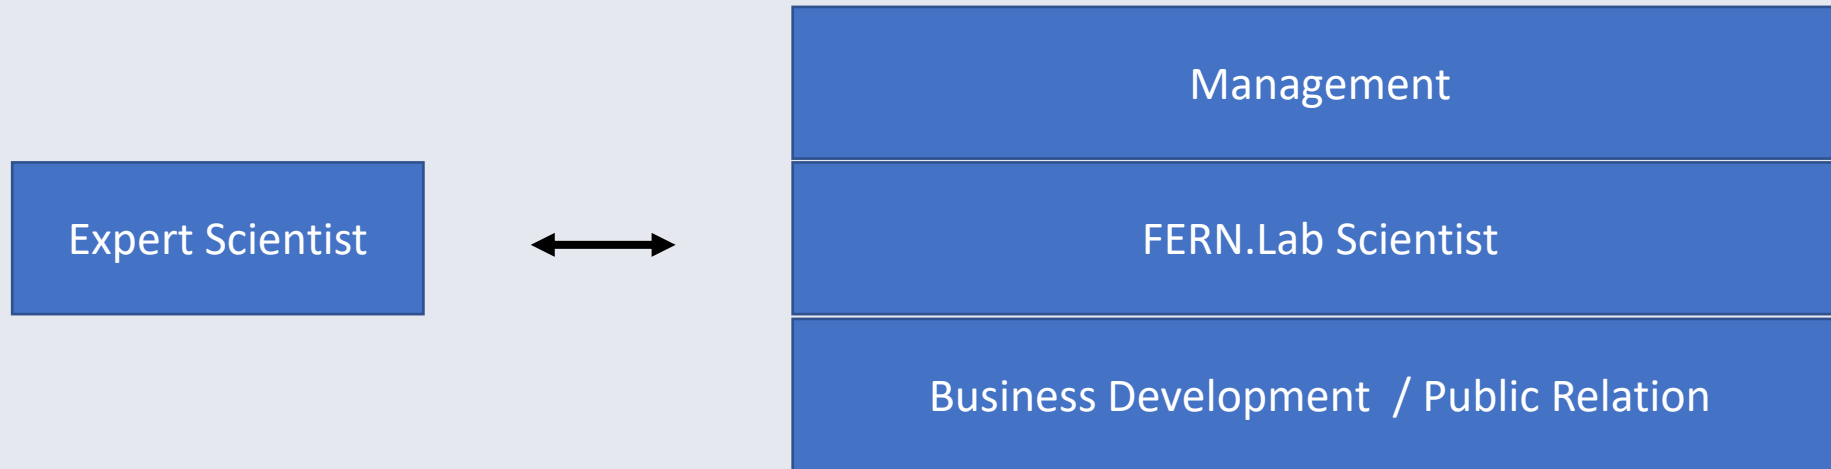 Management
Expert Scientist
FERN.Lab Scientist
Business Development / Public Relation